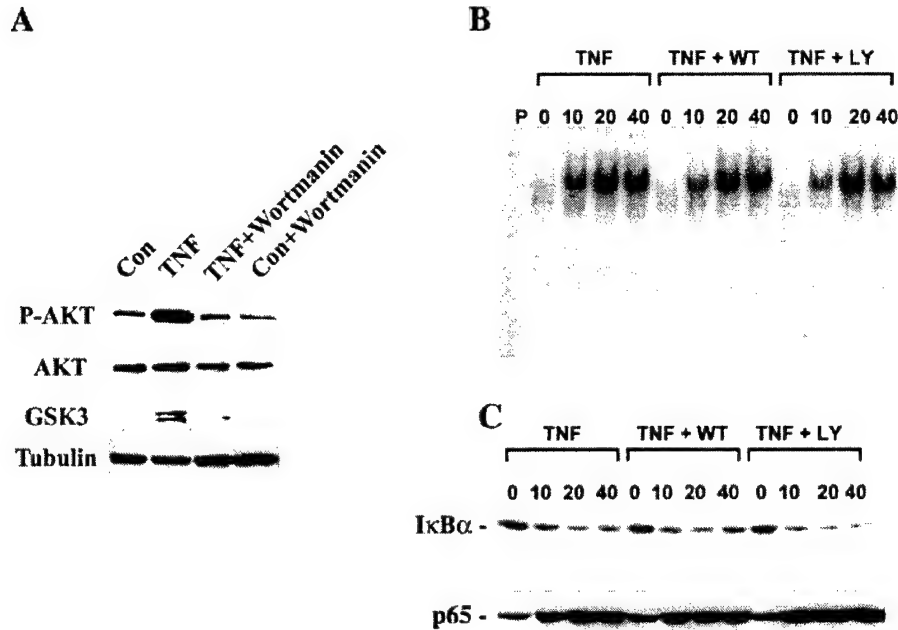 A
Con TNF TNF+Wortmanin Con+Wortmanin
P-AKT
AKT
GSK3
Tubulin
B
TNF TNF + WT TNF + LY
P 0 10 20 40 0 10 20 40 0 10 20 40
C
TNF TNF + WT TNF + LY
0 10 20 40 0 10 20 40 0 10 20 40
IκBα -
p65 -